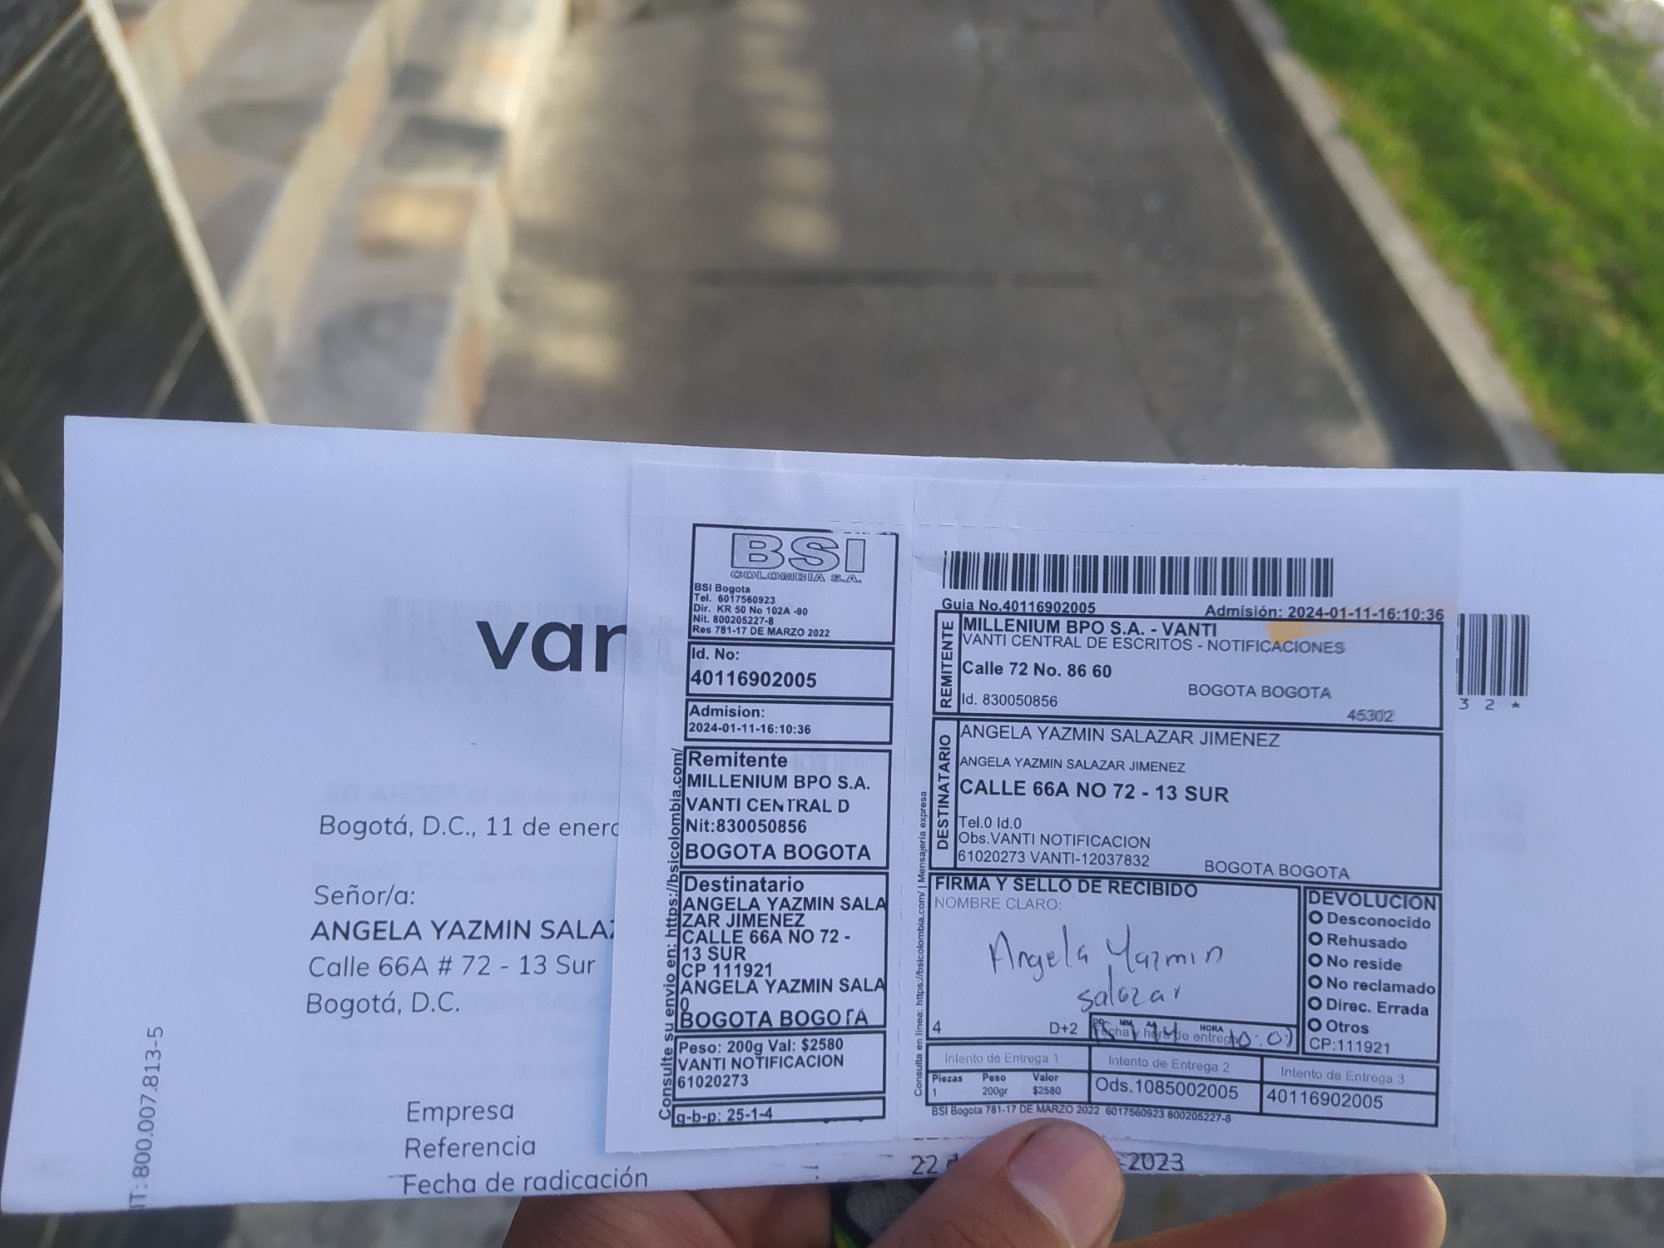 vanti
Bogotá, D.C., 11 de enero
Señor/a:
ANGELA YAZMIN SALAZ
Calle 66A # 72 - 13 Sur
Bogotá, D.C.
Empresa
Referencia
Fecha de radicación
22 2023
IT: 800.007.813-5
BSI
COLOMBIA S.A.
BSI Bogota
Tel. 6017560923
Dir. KR 50 No 102A -90
Nit. 800205227-8
Res 781-17 DE MARZO 2022
Id. No:
40116902005
Admision:
2024-01-11-16:10:36
Remitente
MILLENIUM BPO S.A.
VANTI CENTRAL D
Nit:830050856
BOGOTA BOGOTA
Destinatario
ANGELA YAZMIN SALA
ZAR JIMENEZ
CALLE 66A NO 72 -
13 SUR
CP 111921
ANGELA YAZMIN SALA
0
BOGOTA BOGOTA
Peso: 200g Val: $2580
VANTI NOTIFICACION
61020273
g-b-p: 25-1-4
Consulte su envio en: https://bsicolombia.com/
Guia No.40116902005 Admisión: 2024-01-11-16:10:36
REMITENTE
MILLENIUM BPO S.A. - VANTI
VANTI CENTRAL DE ESCRITOS - NOTIFICACIONES
Calle 72 No. 86 60
BOGOTA BOGOTA
Id. 830050856
45302
3 2 *
DESTINATARIO
ANGELA YAZMIN SALAZAR JIMENEZ
ANGELA YAZMIN SALAZAR JIMENEZ
CALLE 66A NO 72 - 13 SUR
Tel.0 Id.0
Obs.VANTI NOTIFICACION
61020273 VANTI-12037832
BOGOTA BOGOTA
Consulta en línea: https://bsicolombia.com/ | Mensajería expresa
FIRMA Y SELLO DE RECIBIDO
NOMBRE CLARO:
Angela Yazmin
salazar
4 D+2
DD MM AA HORA
Fecha y hora de entrega
DEVOLUCION
Desconocido
Rehusado
No reside
No reclamado
Direc. Errada
Otros
CP:111921
Intento de Entrega 1
Intento de Entrega 2
Intento de Entrega 3
Piezas Peso Valor
1 200gr $2580
Ods.1085002005
40116902005
BSI Bogota 781-17 DE MARZO 2022 6017560923 800205227-8